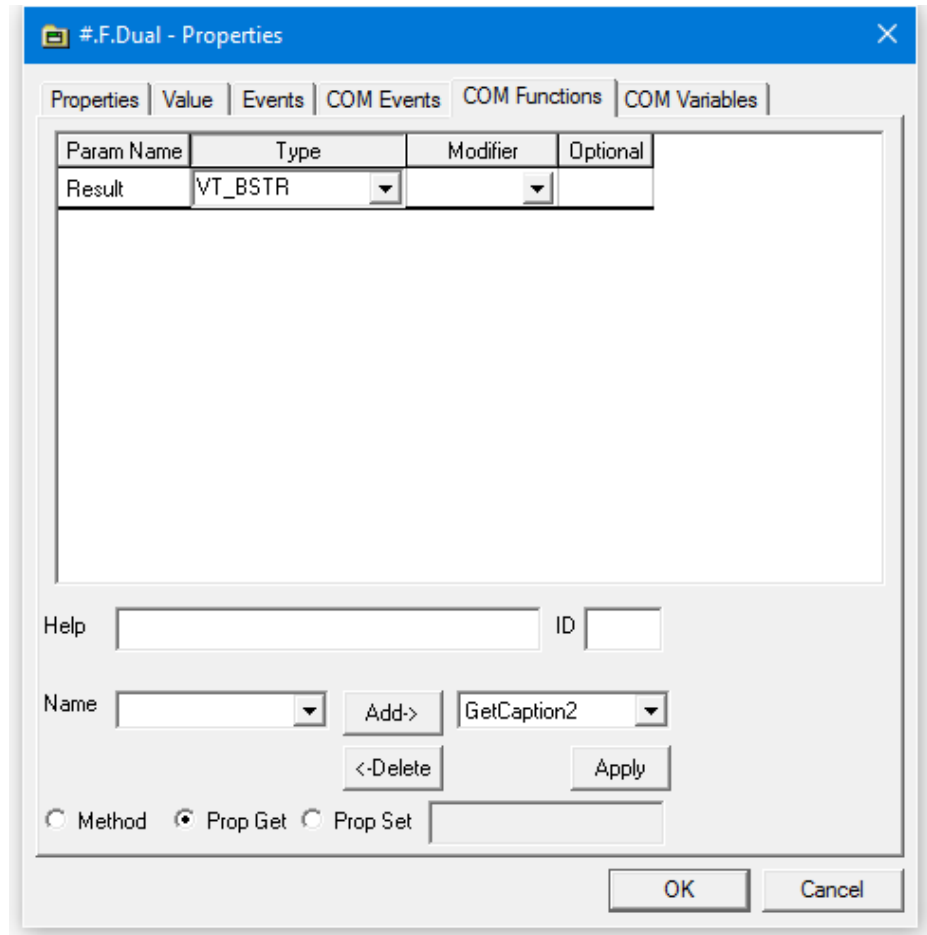 #.F.Dual - Properties
Properties Value Events COM Events COM Functions COM Variables
Param Name Type Modifier Optional
Result VT_BSTR
Help ID
Name Add-> GetCaption2
<-Delete Apply
Method Prop Get Prop Set
OK Cancel